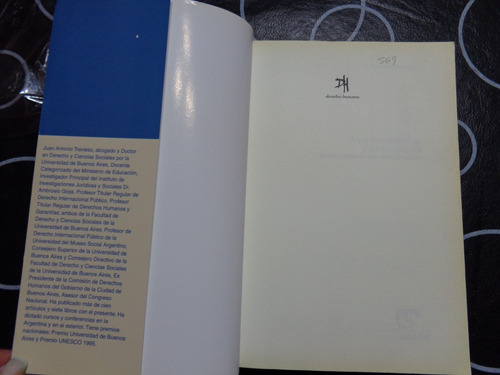 Juan Antonio Travieso, abogado y Doctor
en Derecho y Ciencias Sociales por la
Universidad de Buenos Aires, Docente
Categorizado del Ministerio de Educación,
Investigador Principal del Instituto de
Investigaciones Jurídicas y Sociales Dr.
Ambrosio Gioja. Profesor Titular Regular de
Derecho Internacional Público, Profesor
Titular Regular de Derechos Humanos y
Garantías, ambos de la Facultad de
Derecho y Ciencias Sociales de la
Universidad de Buenos Aires. Profesor de
Derecho Internacional Público de la
Universidad del Museo Social Argentino.
Consejero Superior de la Universidad de
Buenos Aires y Consejero Directivo de la
Facultad de Derecho y Ciencias Sociales
de la Universidad de Buenos Aires, Ex
Presidente de la Comisión de Derechos
Humanos del Gobierno de la Ciudad de
Buenos Aires, Asesor del Congreso
Nacional. Ha publicado más de cien
artículos y siete libros con el presente. Ha
dictado cursos y conferencias en la
Argentina y en el exterior. Tiene premios
nacionales: Premio Universidad de Buenos
Aires y Premio UNESCO 1995.
569
DH
derechos humanos